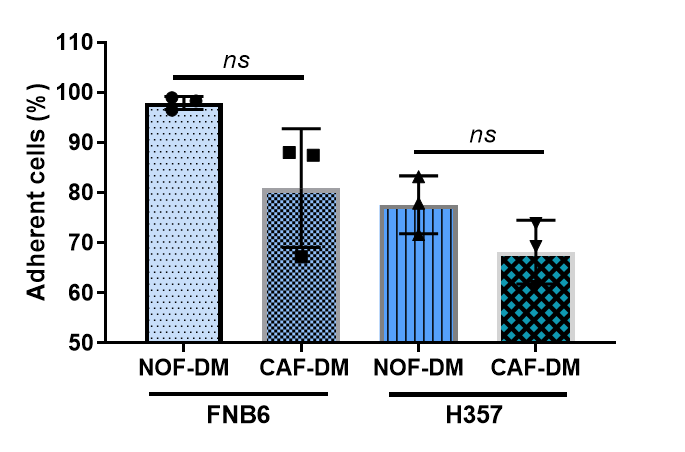 Adherent cells (%)
110
100
90
80
70
60
50
ns
ns
NOF-DM CAF-DM NOF-DM CAF-DM
FNB6 H357